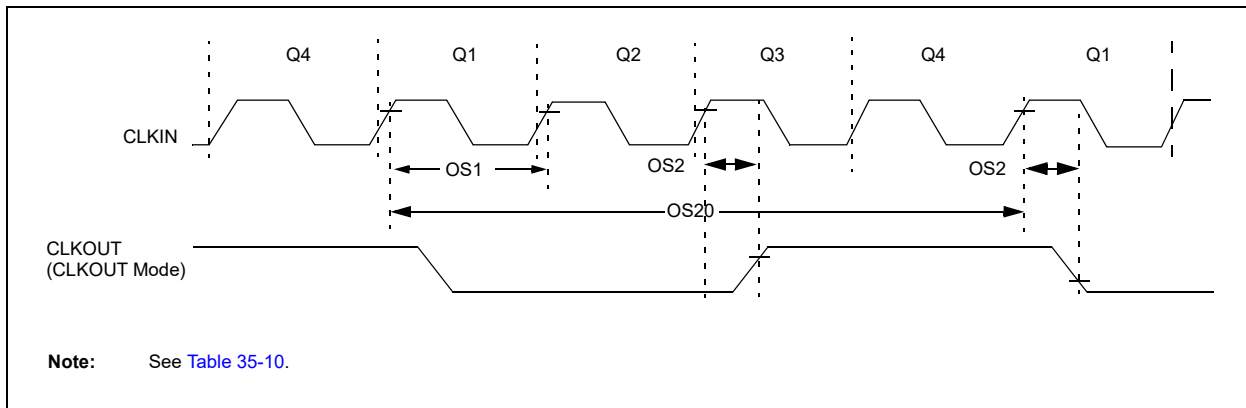 Q4 Q1 Q2 Q3 Q4 Q1
CLKIN
OS1
OS2
OS2
OS20
CLKOUT
(CLKOUT Mode)
Note: See Table 35-10.